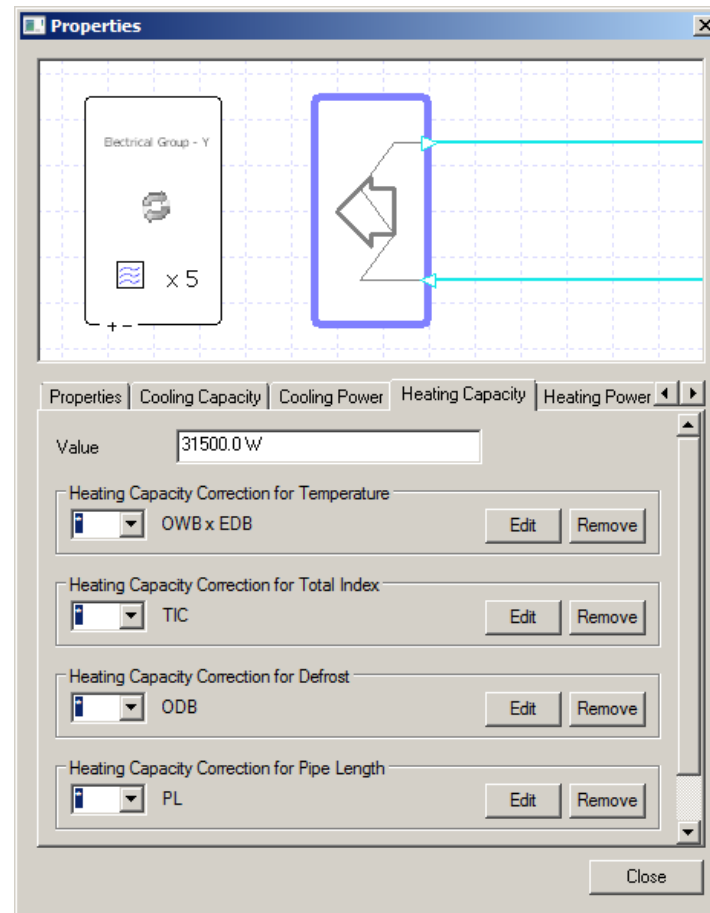 Properties
Electrical Group - Y
x 5
+ -
Properties Cooling Capacity Cooling Power Heating Capacity Heating Power
Value 31500.0 W
Heating Capacity Correction for Temperature
* OWB x EDB Edit Remove
Heating Capacity Correction for Total Index
* TIC Edit Remove
Heating Capacity Correction for Defrost
* ODB Edit Remove
Heating Capacity Correction for Pipe Length
* PL Edit Remove
Close